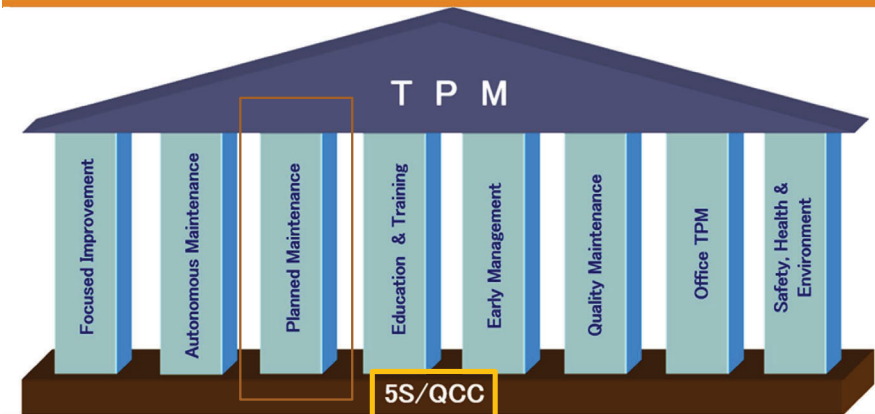 T P M
Focused Improvement
Autonomous Maintenance
Planned Maintenance
Education & Training
Early Management
Quality Maintenance
Office TPM
Safety, Health &
Environment
5S/QCC